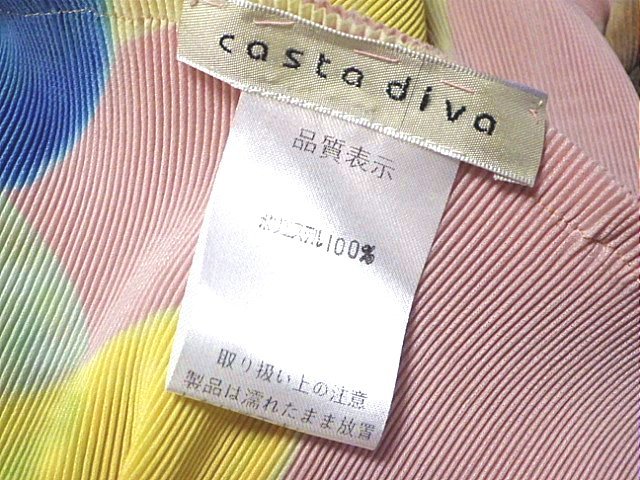 casta diva
品質表示
ポリエステル100%
取り扱い上の注意
製品は濡れたまま放置